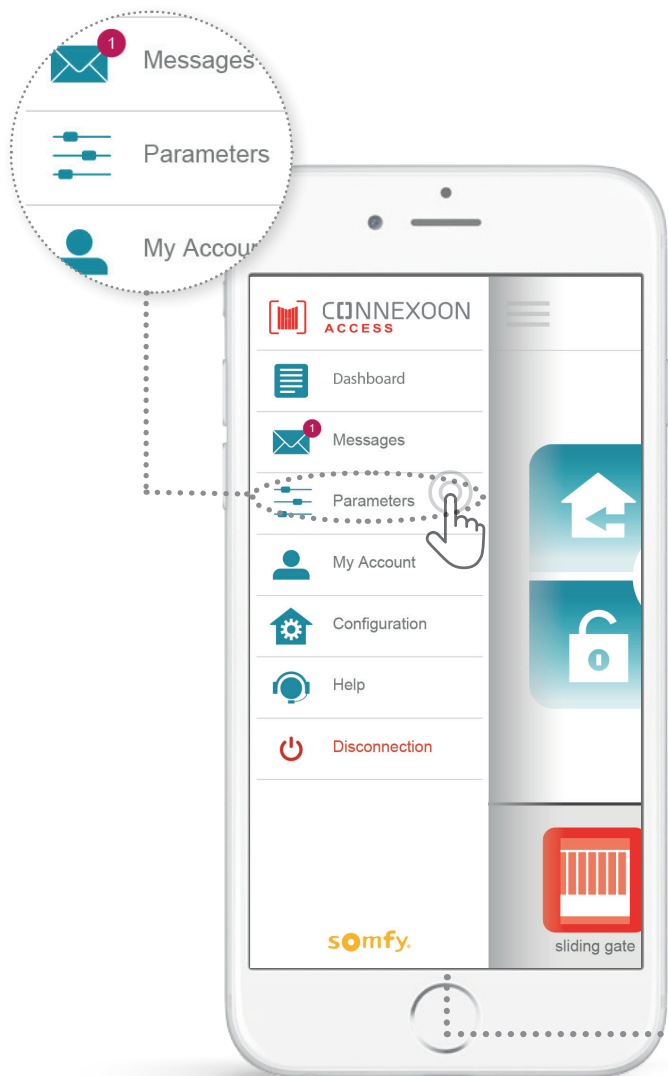 1
Messages
Parameters
My Accou
CONNEXOON
ACCESS
Dashboard
1
Messages
Parameters
My Account
Configuration
Help
Disconnection
somfy.
sliding gate